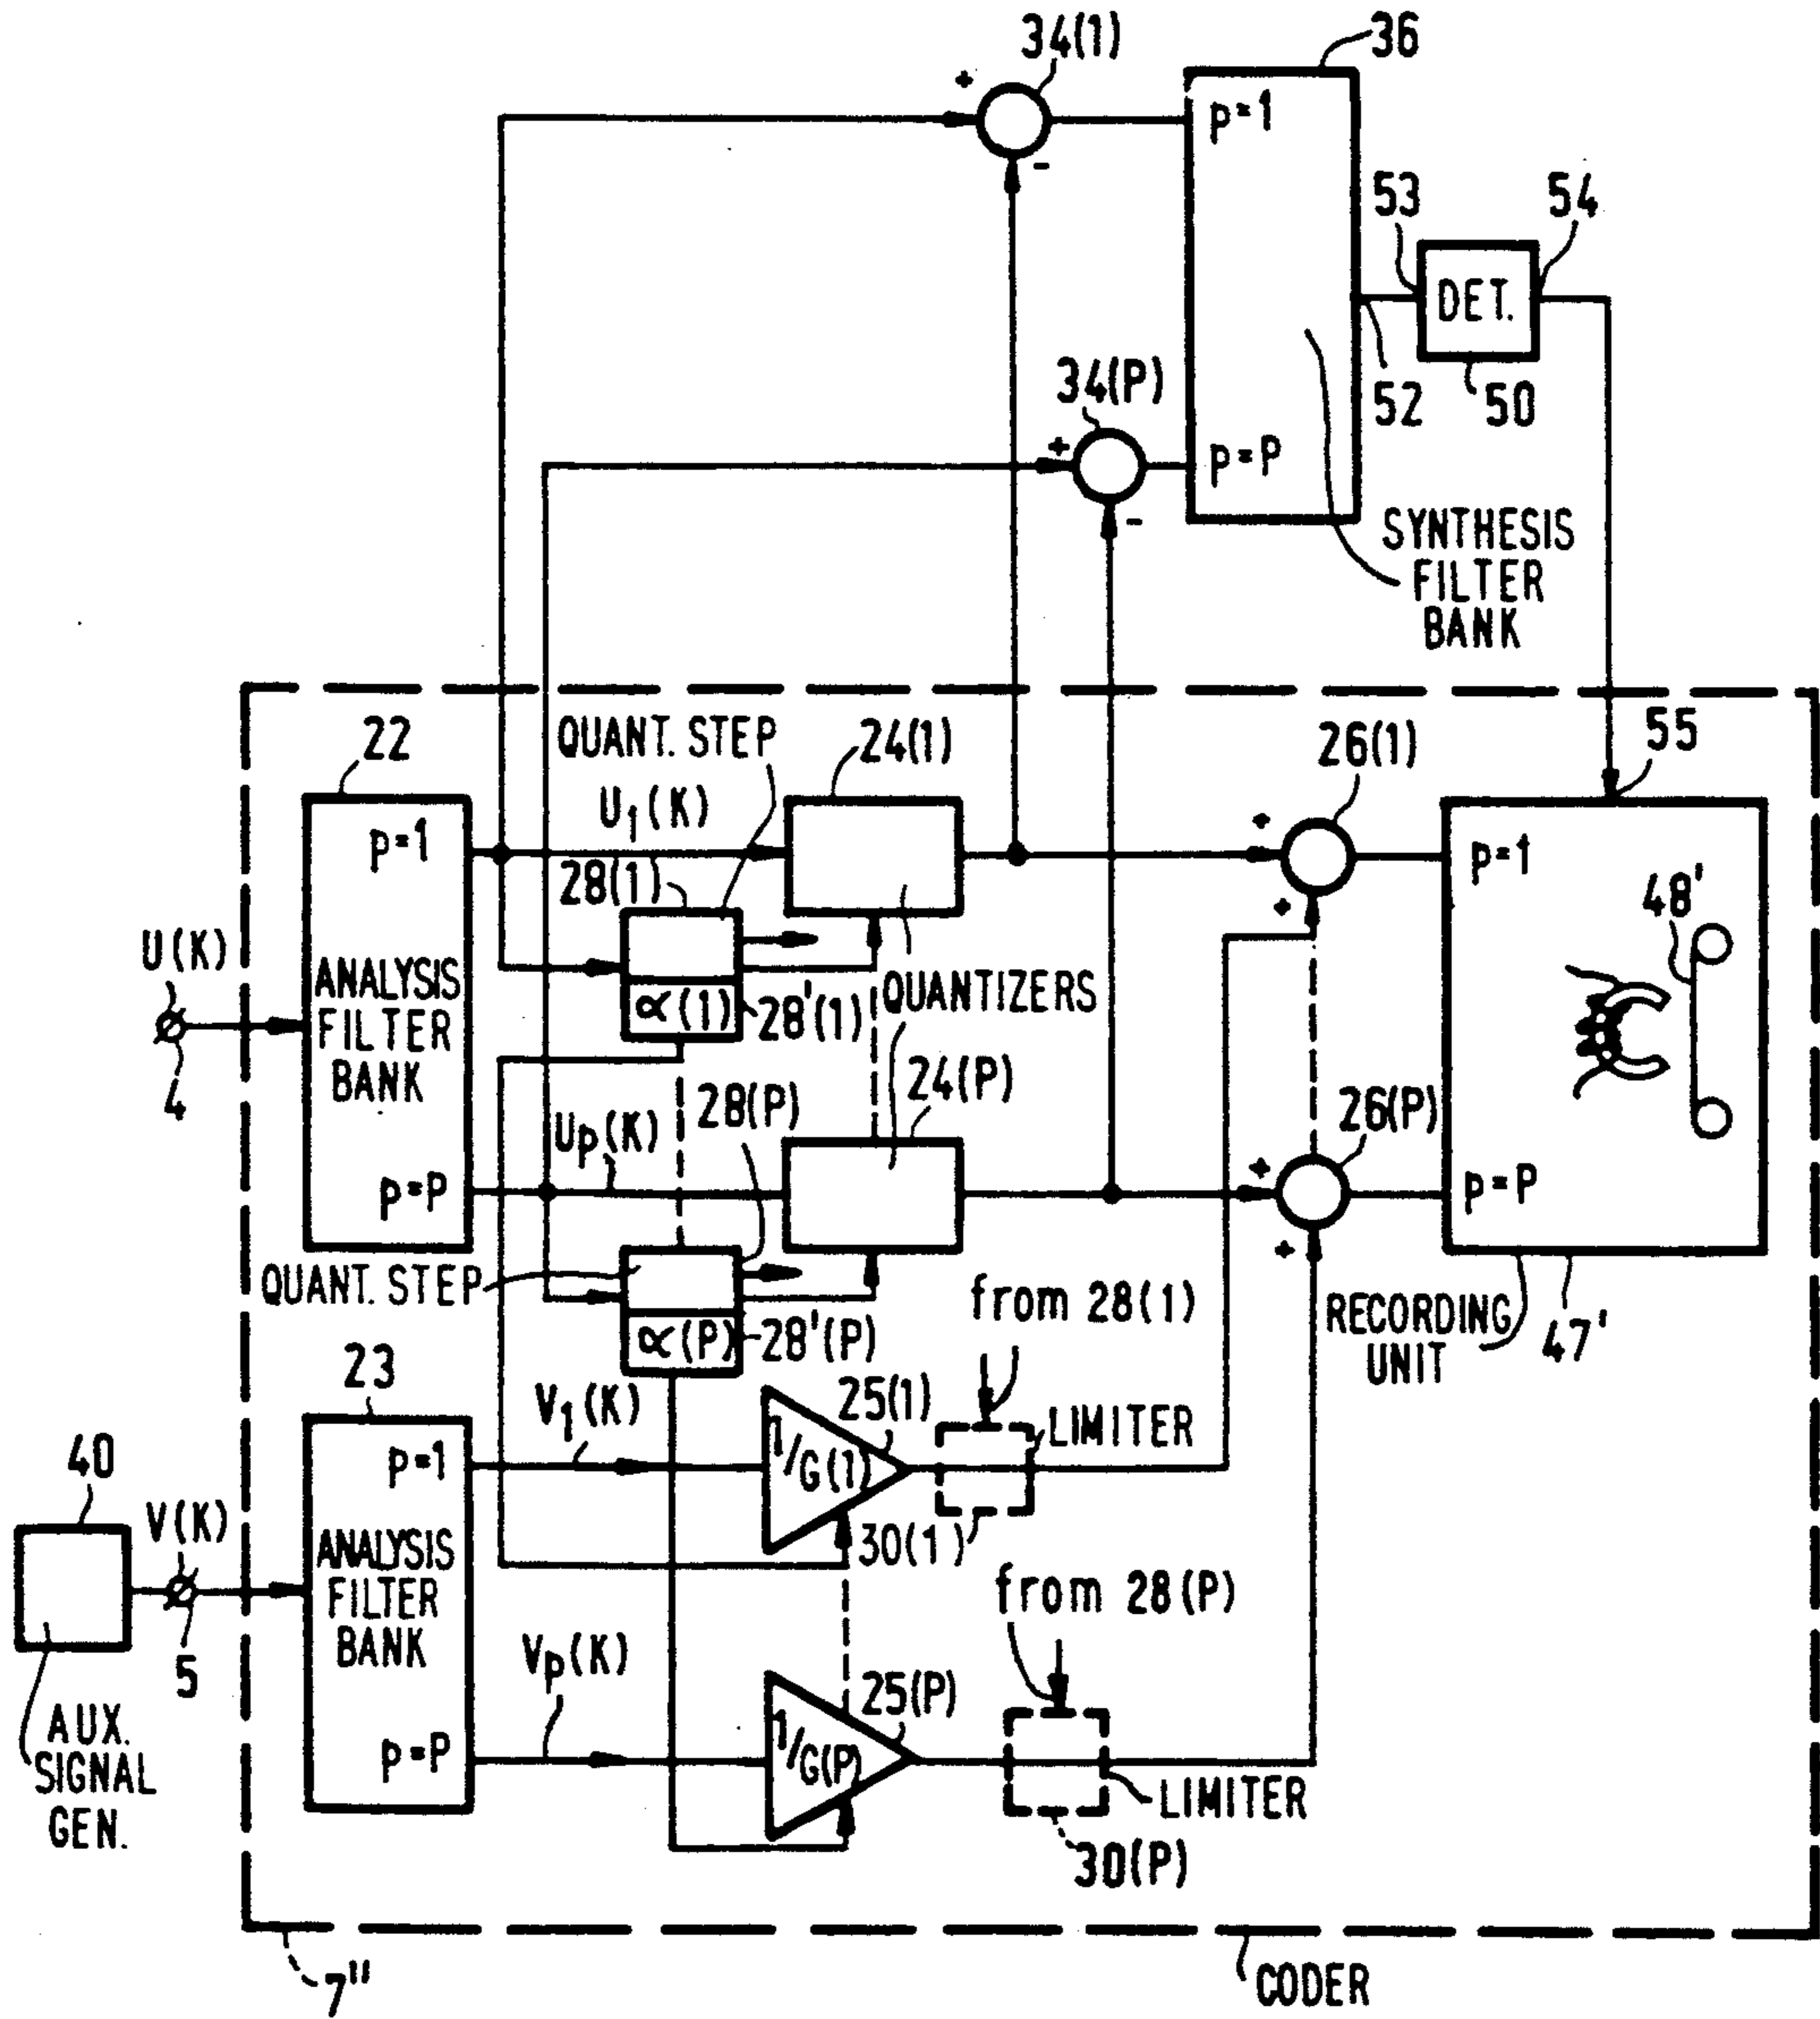 34(1)
36
+
-
p=1
53
54
DET.
52
50
34(P)
+
-
p=P
SYNTHESIS
FILTER
BANK
22
QUANT. STEP
24(1)
26(1)
55
p=1
U₁(K)
28(1)
+
+
p=1
48'
U(K)
4
ANALYSIS
FILTER
BANK
∝(1)
28'(1)
QUANTIZERS
24(P)
28(P)
Up(K)
p=P
26(P)
+
+
p=P
QUANT. STEP
∝(P)
28'(P)
from 28(1)
RECORDING
UNIT
47'
23
V₁(K)
25(1)
LIMITER
p=1
1/G(1)
30(1)
40
V(K)
5
ANALYSIS
FILTER
BANK
from 28(P)
Vp(K)
25(P)
p=P
1/G(P)
LIMITER
30(P)
AUX.
SIGNAL
GEN.
7"
CODER